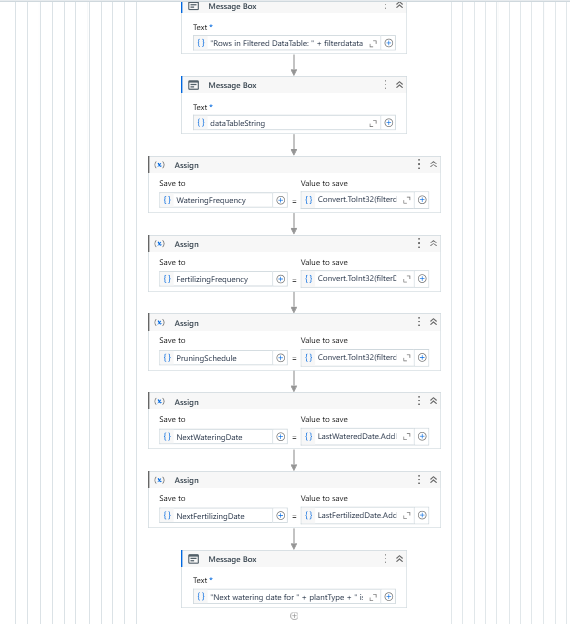 Message Box
Text *
"Rows in Filtered DataTable: " + filterdatata
Message Box
Text *
dataTableString
(x) Assign
Save to Value to save
WateringFrequency = Convert.ToInt32(filterd
(x) Assign
Save to Value to save
FertilizingFrequency = Convert.ToInt32(filterD
(x) Assign
Save to Value to save
PruningSchedule = Convert.ToInt32(filterc
(x) Assign
Save to Value to save
NextWateringDate = LastWateredDate.Add
(x) Assign
Save to Value to save
NextFertilizingDate = LastFertilizedDate.Add
Message Box
Text *
"Next watering date for " + plantType + " is